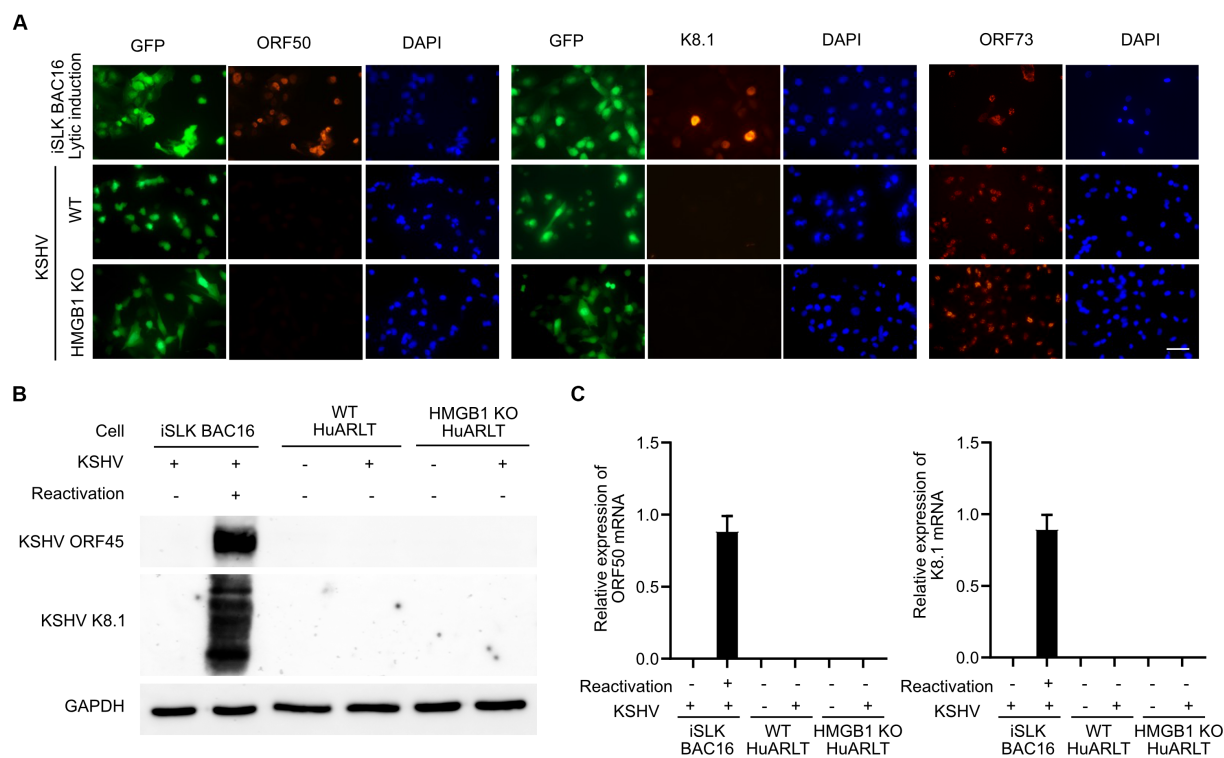 A
GFP ORF50 DAPI GFP K8.1 DAPI ORF73 DAPI
iSLK BAC16
Lytic induction
KSHV
WT
HMGB1 KO
B
Cell iSLK BAC16 WT HuARLT HMGB1 KO HuARLT
KSHV + + - + - +
Reactivation - + - - - -
KSHV ORF45
KSHV K8.1
GAPDH
C
Relative expression of
ORF50 mRNA
1.5
1.0
0.5
0.0
Reactivation - + - - - -
KSHV + + - + - +
iSLK WT HMGB1 KO
BAC16 HuARLT HuARLT
Relative expression of
K8.1 mRNA
1.5
1.0
0.5
0.0
Reactivation - + - - - -
KSHV + + - + - +
iSLK WT HMGB1 KO
BAC16 HuARLT HuARLT